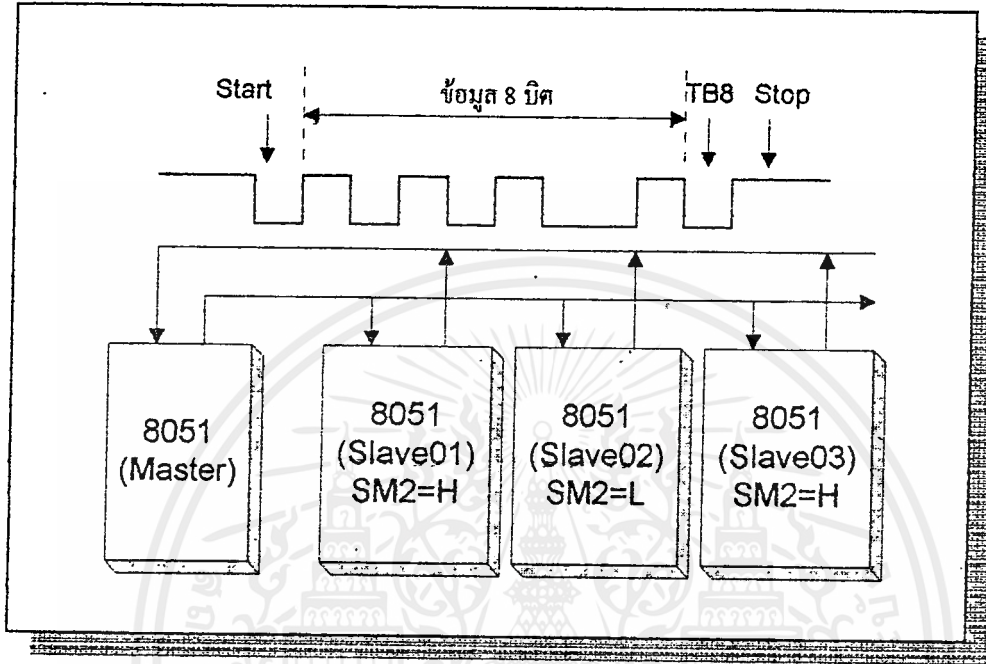 Start ข้อมูล 8 บิต TB8 Stop
8051
(Master)
8051
(Slave01)
SM2=H
8051
(Slave02)
SM2=L
8051
(Slave03)
SM2=H